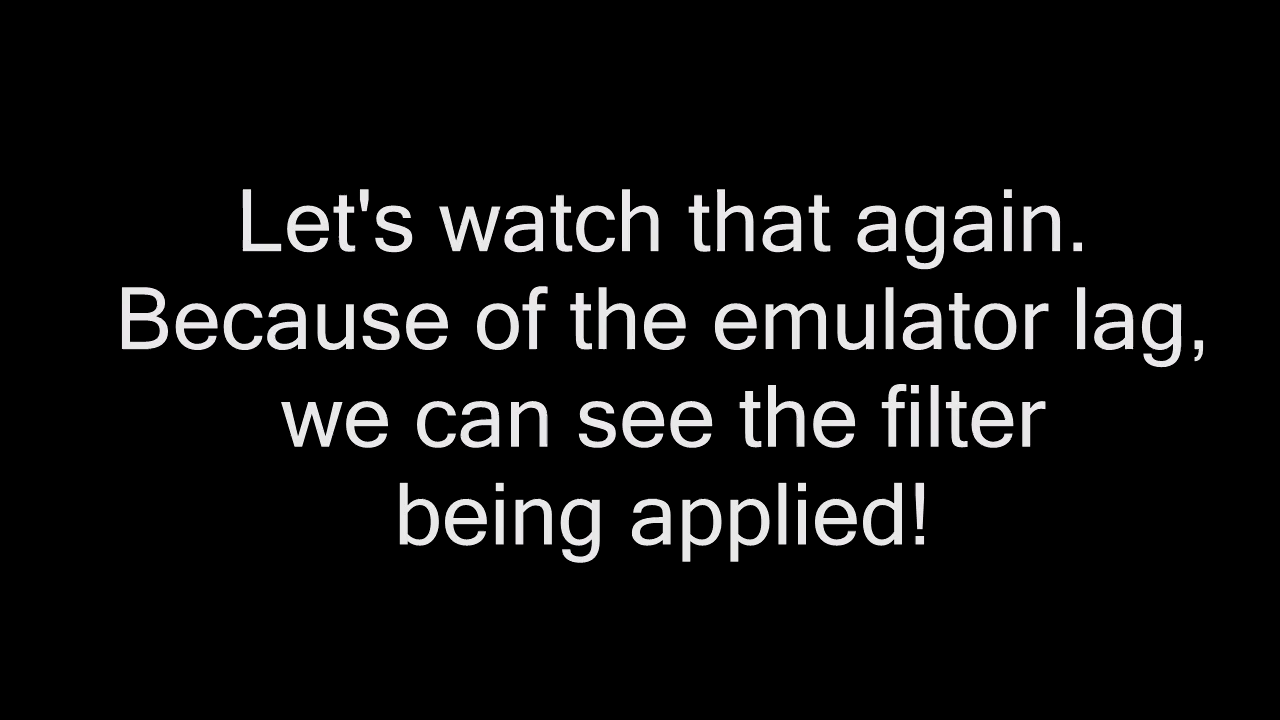 Let's watch that again.
Because of the emulator lag,
we can see the filter
being applied!